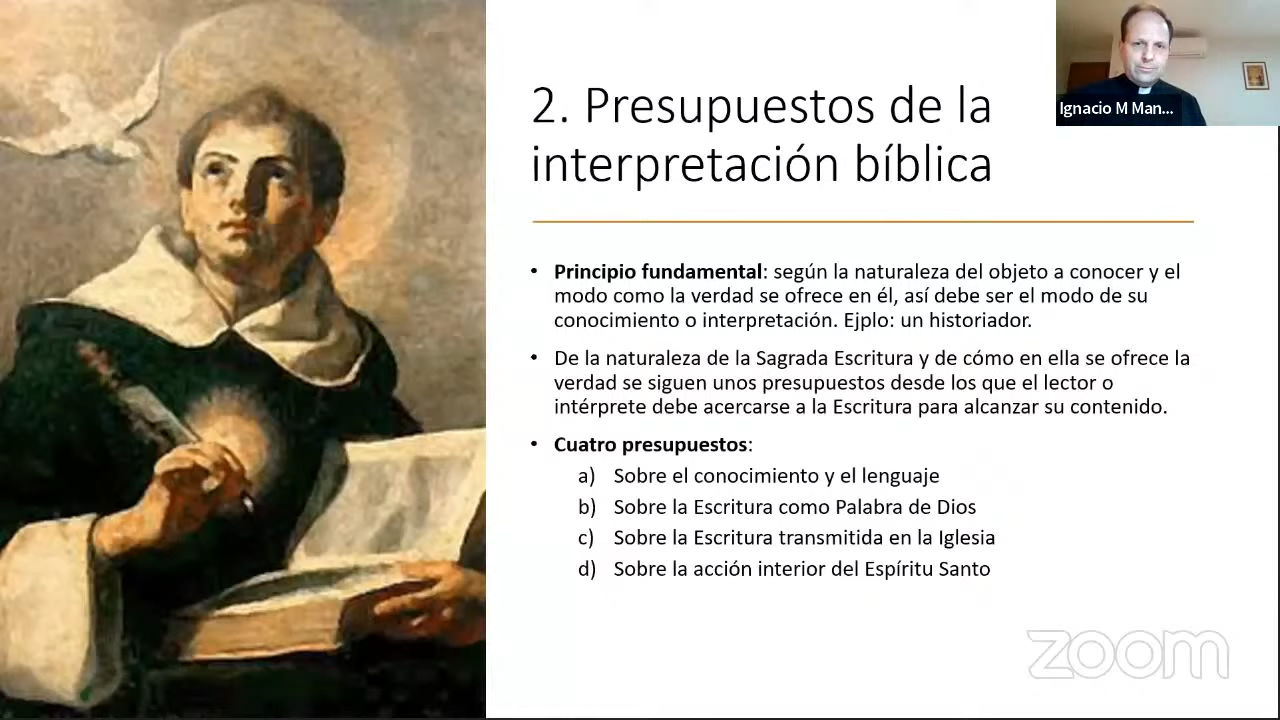 Ignacio M Man...
2. Presupuestos de la
interpretación bíblica
• Principio fundamental: según la naturaleza del objeto a conocer y el
modo como la verdad se ofrece en él, así debe ser el modo de su
conocimiento o interpretación. Ejplo: un historiador.
• De la naturaleza de la Sagrada Escritura y de cómo en ella se ofrece la
verdad se siguen unos presupuestos desde los que el lector o
intérprete debe acercarse a la Escritura para alcanzar su contenido.
• Cuatro presupuestos:
a) Sobre el conocimiento y el lenguaje
b) Sobre la Escritura como Palabra de Dios
c) Sobre la Escritura transmitida en la Iglesia
d) Sobre la acción interior del Espíritu Santo
zoom